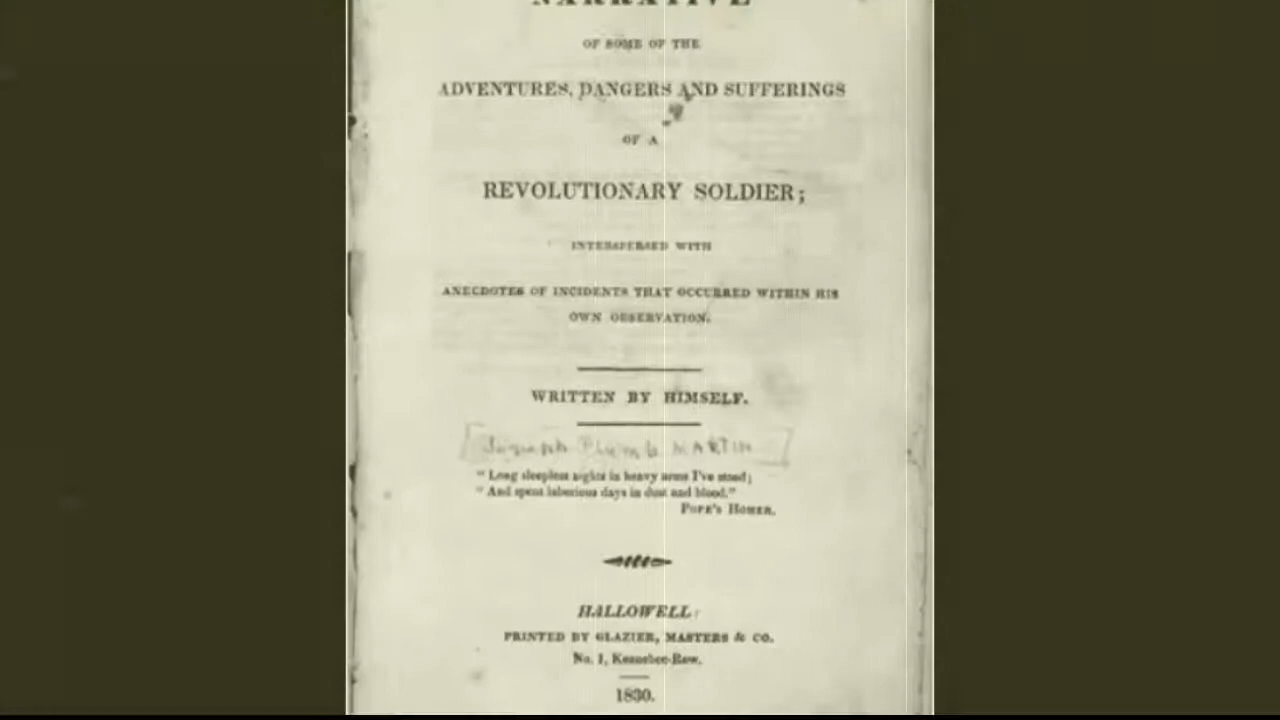 NARRATIVE
OF SOME OF THE
ADVENTURES, DANGERS AND SUFFERINGS
OF A
REVOLUTIONARY SOLDIER;
INTERSPERSED WITH
ANECDOTES OF INCIDENTS THAT OCCURRED WITHIN HIS
OWN OBSERVATION.
WRITTEN BY HIMSELF.
[Joseph Plumb MARTIN]
"Long sleepless nights in heavy arms I've stood;
"And spent laborious days in dust and blood."
POPE'S HOMER.
HALLOWELL:
PRINTED BY GLAZIER, MASTERS & CO.
No. 1, Kennebec-Row.
1830.